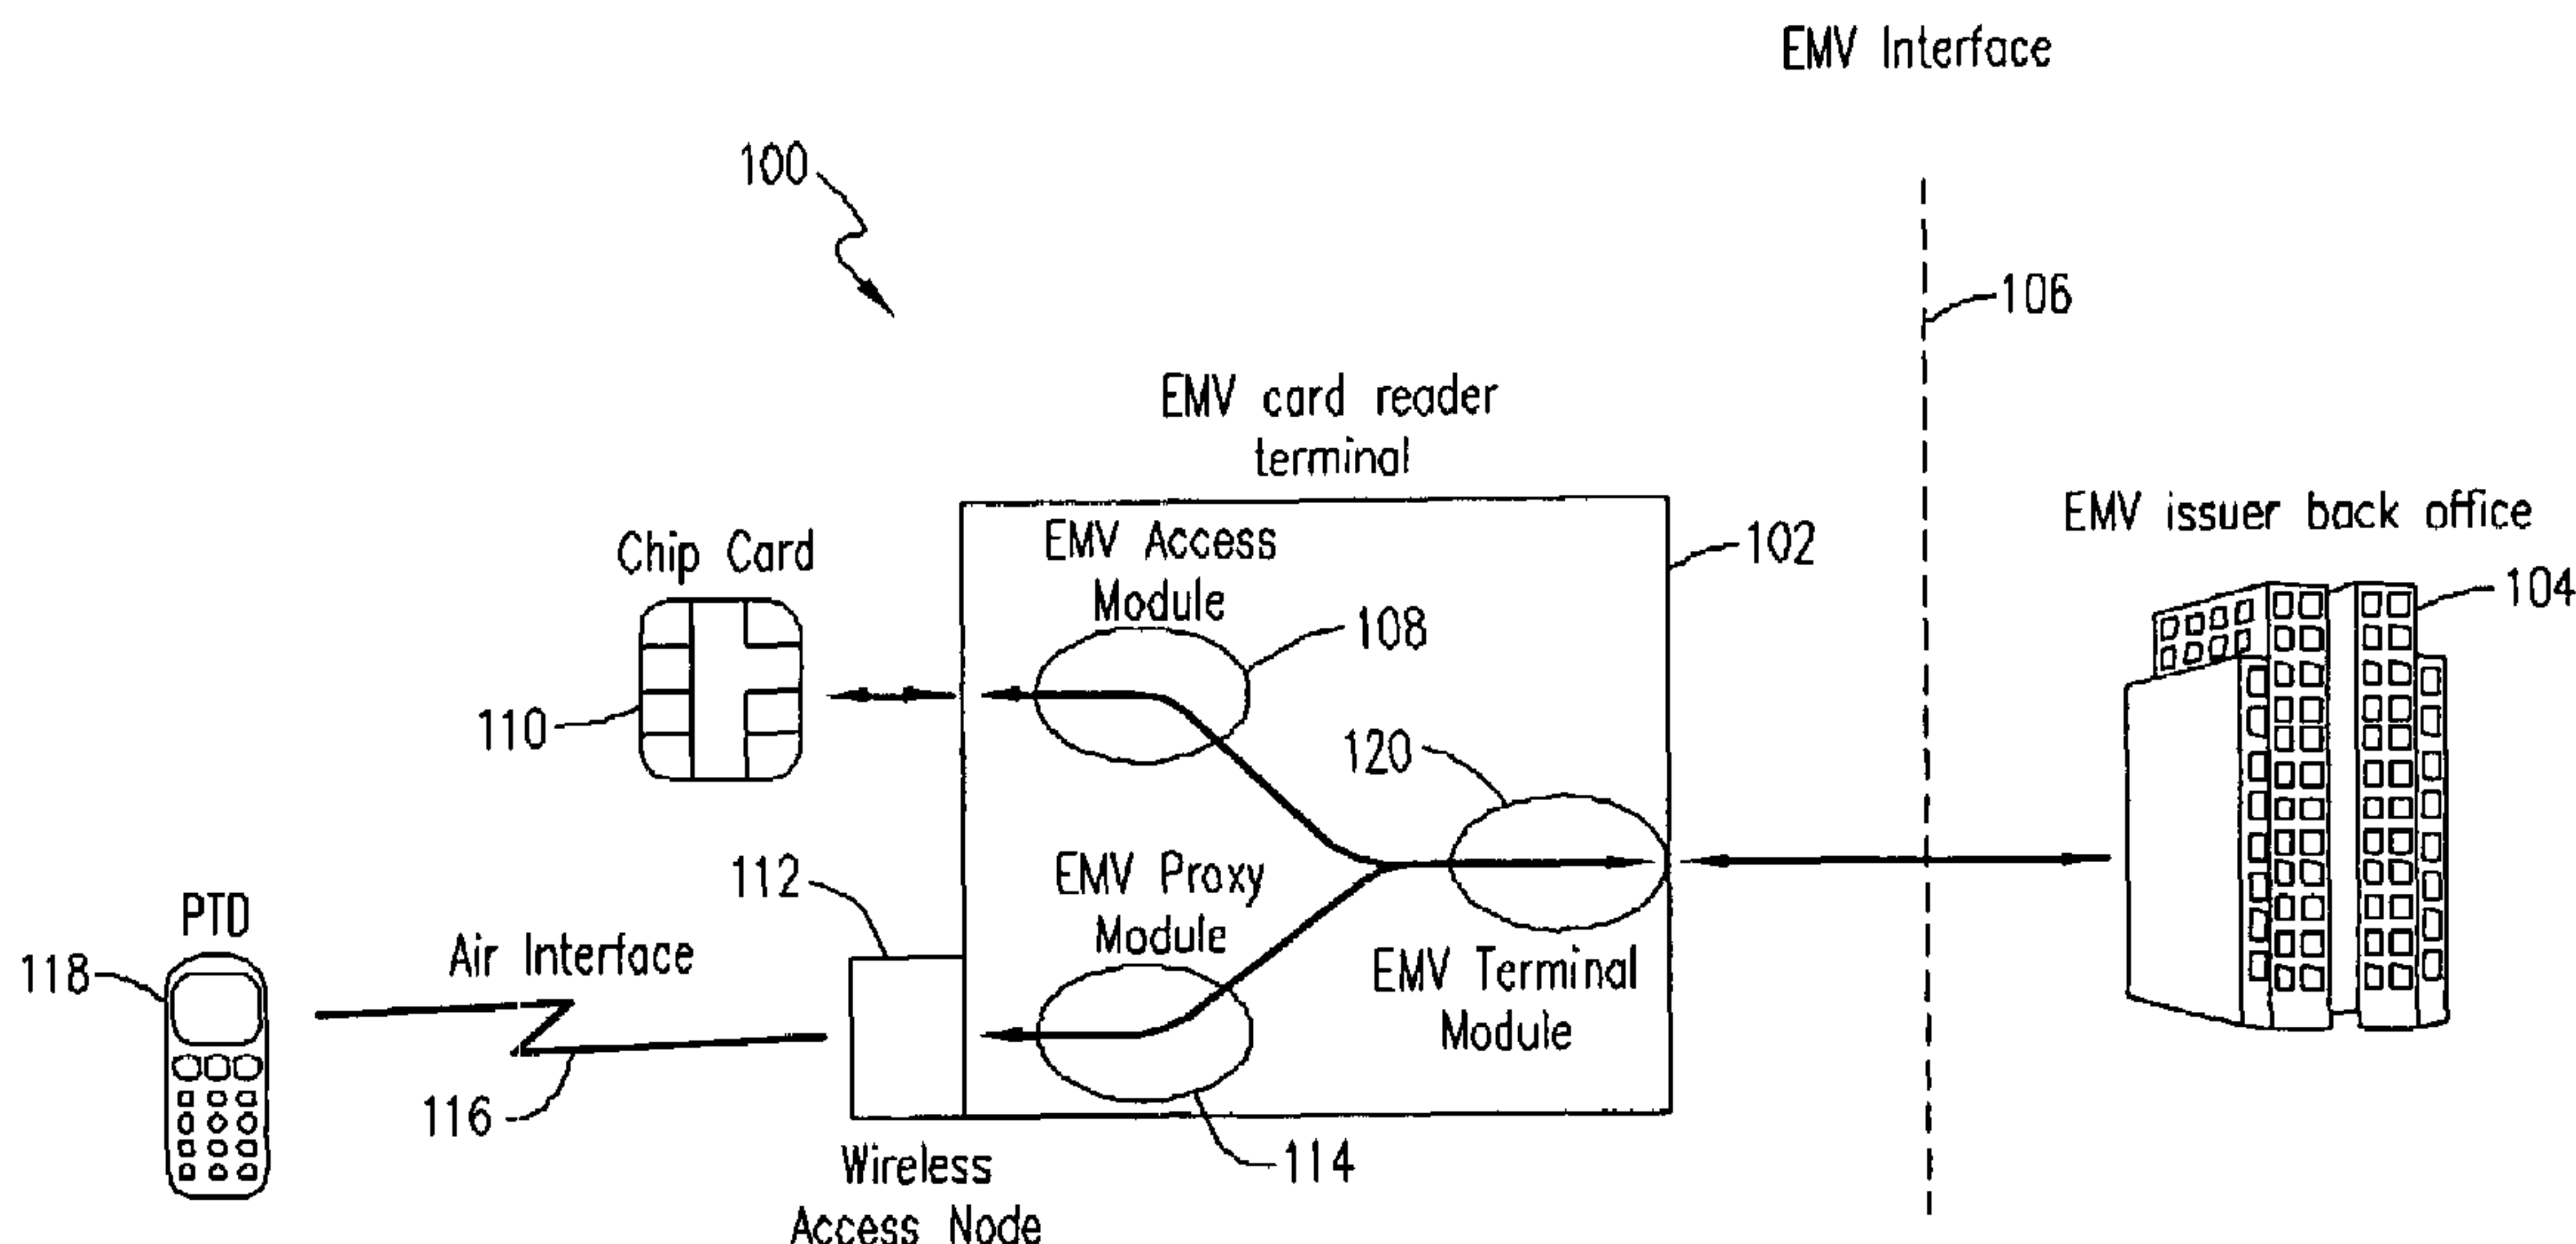 EMV Interface
100
106
EMV card reader
terminal
EMV issuer back office
104
Chip Card
EMV Access
Module
102
108
110
120
112
EMV Proxy
Module
PTD
118
Air Interface
EMV Terminal
Module
116
114
Wireless
Access Node